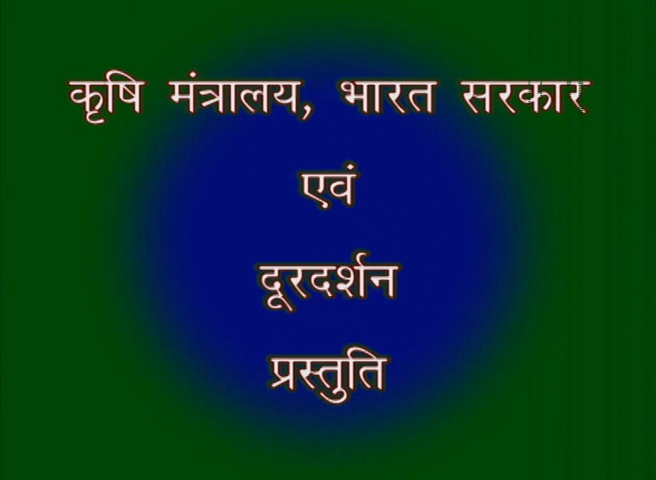 कृषि मंत्रालय, भारत सरकार
एवं
दूरदर्शन
प्रस्तुति